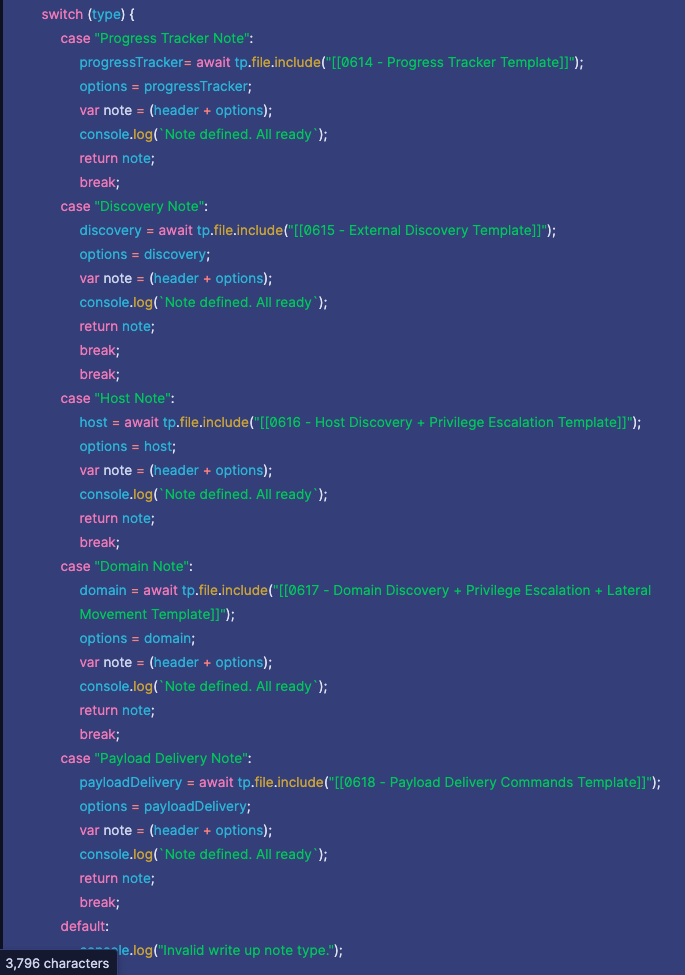 switch (type) {
case "Progress Tracker Note":
progressTracker= await tp.file.include("[[0614 - Progress Tracker Template]]");
options = progressTracker;
var note = (header + options);
console.log(`Note defined. All ready`);
return note;
break;
case "Discovery Note":
discovery = await tp.file.include("[[0615 - External Discovery Template]]");
options = discovery;
var note = (header + options);
console.log(`Note defined. All ready`);
return note;
break;
break;
case "Host Note":
host = await tp.file.include("[[0616 - Host Discovery + Privilege Escalation Template]]");
options = host;
var note = (header + options);
console.log(`Note defined. All ready`);
return note;
break;
case "Domain Note":
domain = await tp.file.include("[[0617 - Domain Discovery + Privilege Escalation + Lateral
Movement Template]]");
options = domain;
var note = (header + options);
console.log(`Note defined. All ready`);
return note;
break;
case "Payload Delivery Note":
payloadDelivery = await tp.file.include("[[0618 - Payload Delivery Commands Template]]");
options = payloadDelivery;
var note = (header + options);
console.log(`Note defined. All ready`);
return note;
break;
default:
console.log("Invalid write up note type.");
3,796 characters